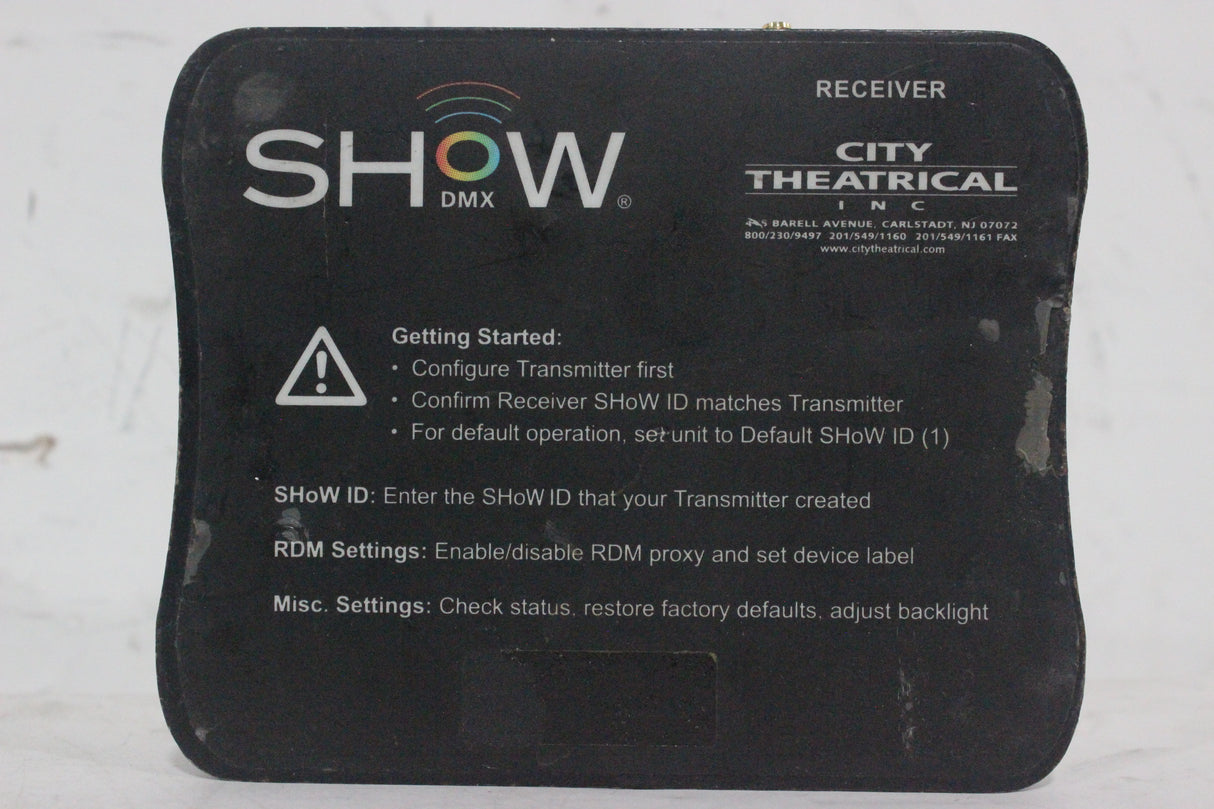 SHoW
DMX
®
RECEIVER
CITY
THEATRICAL
INC
BARELL AVENUE, CARLSTADT, NJ 07072
800/230/9497 201/549/1160 201/549/1161 FAX
www.citytheatrical.com
Getting Started:
• Configure Transmitter first
• Confirm Receiver SHoW ID matches Transmitter
• For default operation, set unit to Default SHoW ID (1)
SHoW ID: Enter the SHoW ID that your Transmitter created
RDM Settings: Enable/disable RDM proxy and set device label
Misc. Settings: Check status, restore factory defaults, adjust backlight